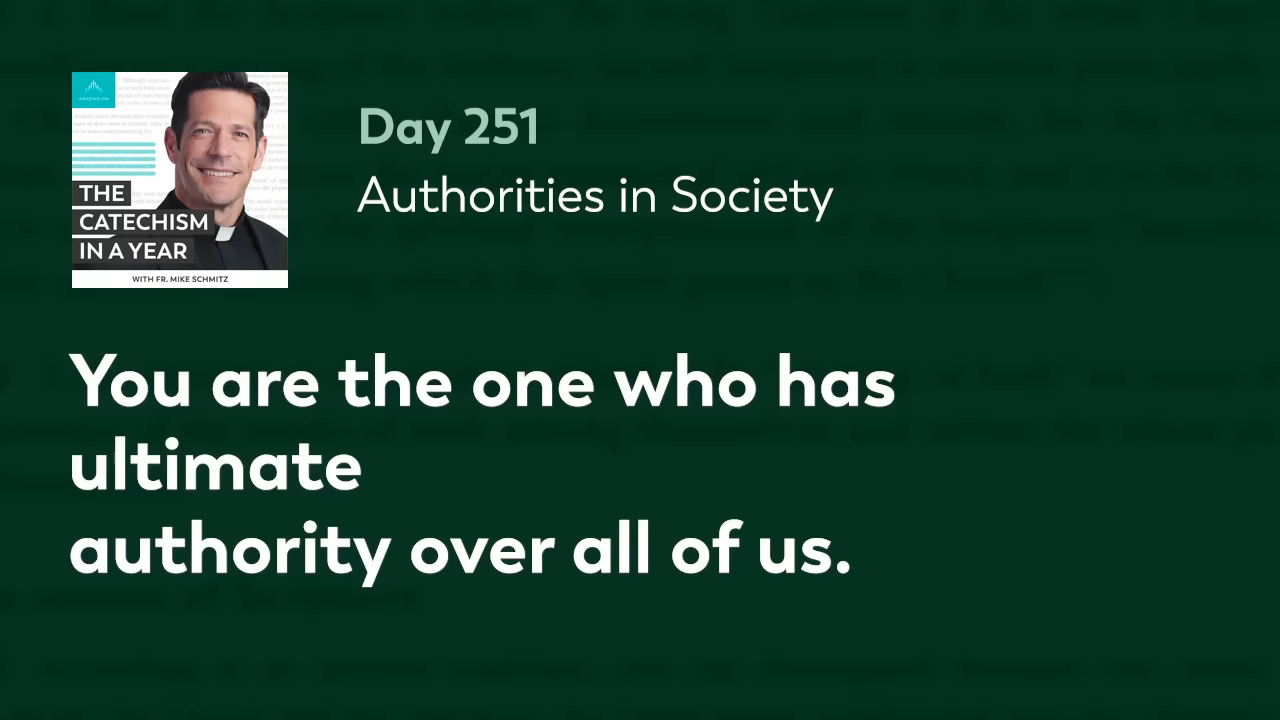 ASCENSION
THE
CATECHISM
IN A YEAR
WITH FR. MIKE SCHMITZ
Day 251
Authorities in Society
You are the one who has
ultimate
authority over all of us.